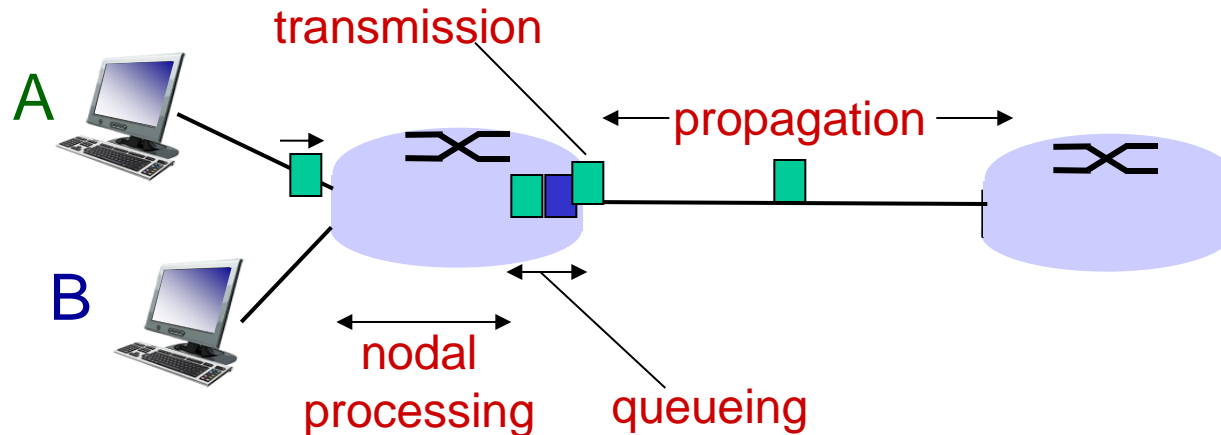 transmission
A
propagation
B
nodal
processing
queueing